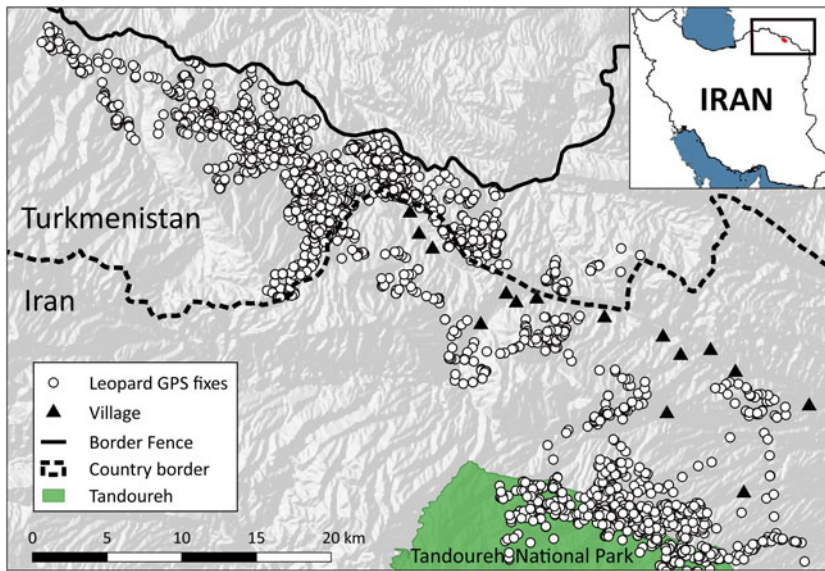 IRAN
Turkmenistan
Iran
Leopard GPS fixes
Village
Border Fence
Country border
Tandoureh
0 5 10 15 20 km
Tandoureh National Park